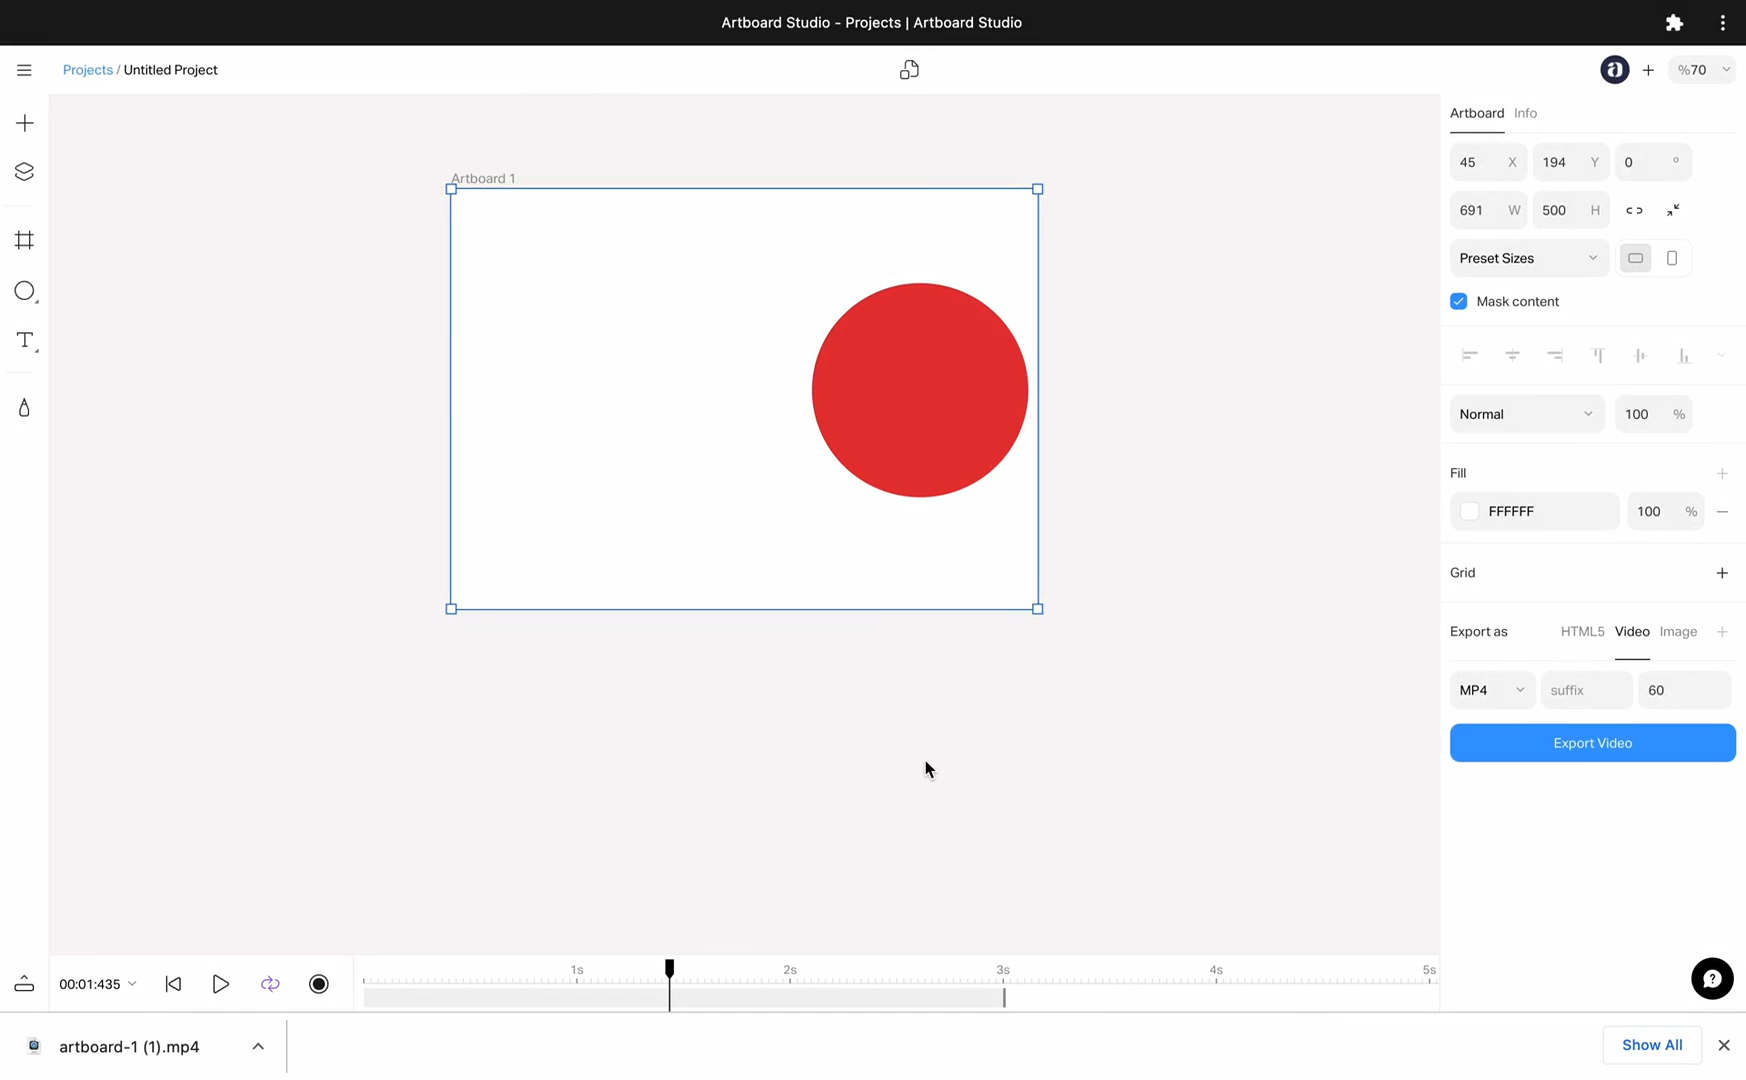 Artboard Studio - Projects | Artboard Studio
Projects / Untitled Project
a
%70
Artboard Info
45 X 194 Y 0 °
691 W 500 H
Preset Sizes
Mask content
Normal 100 %
Fill
FFFFFF 100 %
Grid
Export as HTML5 Video Image
MP4 suffix 60
Export Video
Artboard 1
T
00:01:435
1s 2s 3s 4s 5s
artboard-1 (1).mp4
Show All